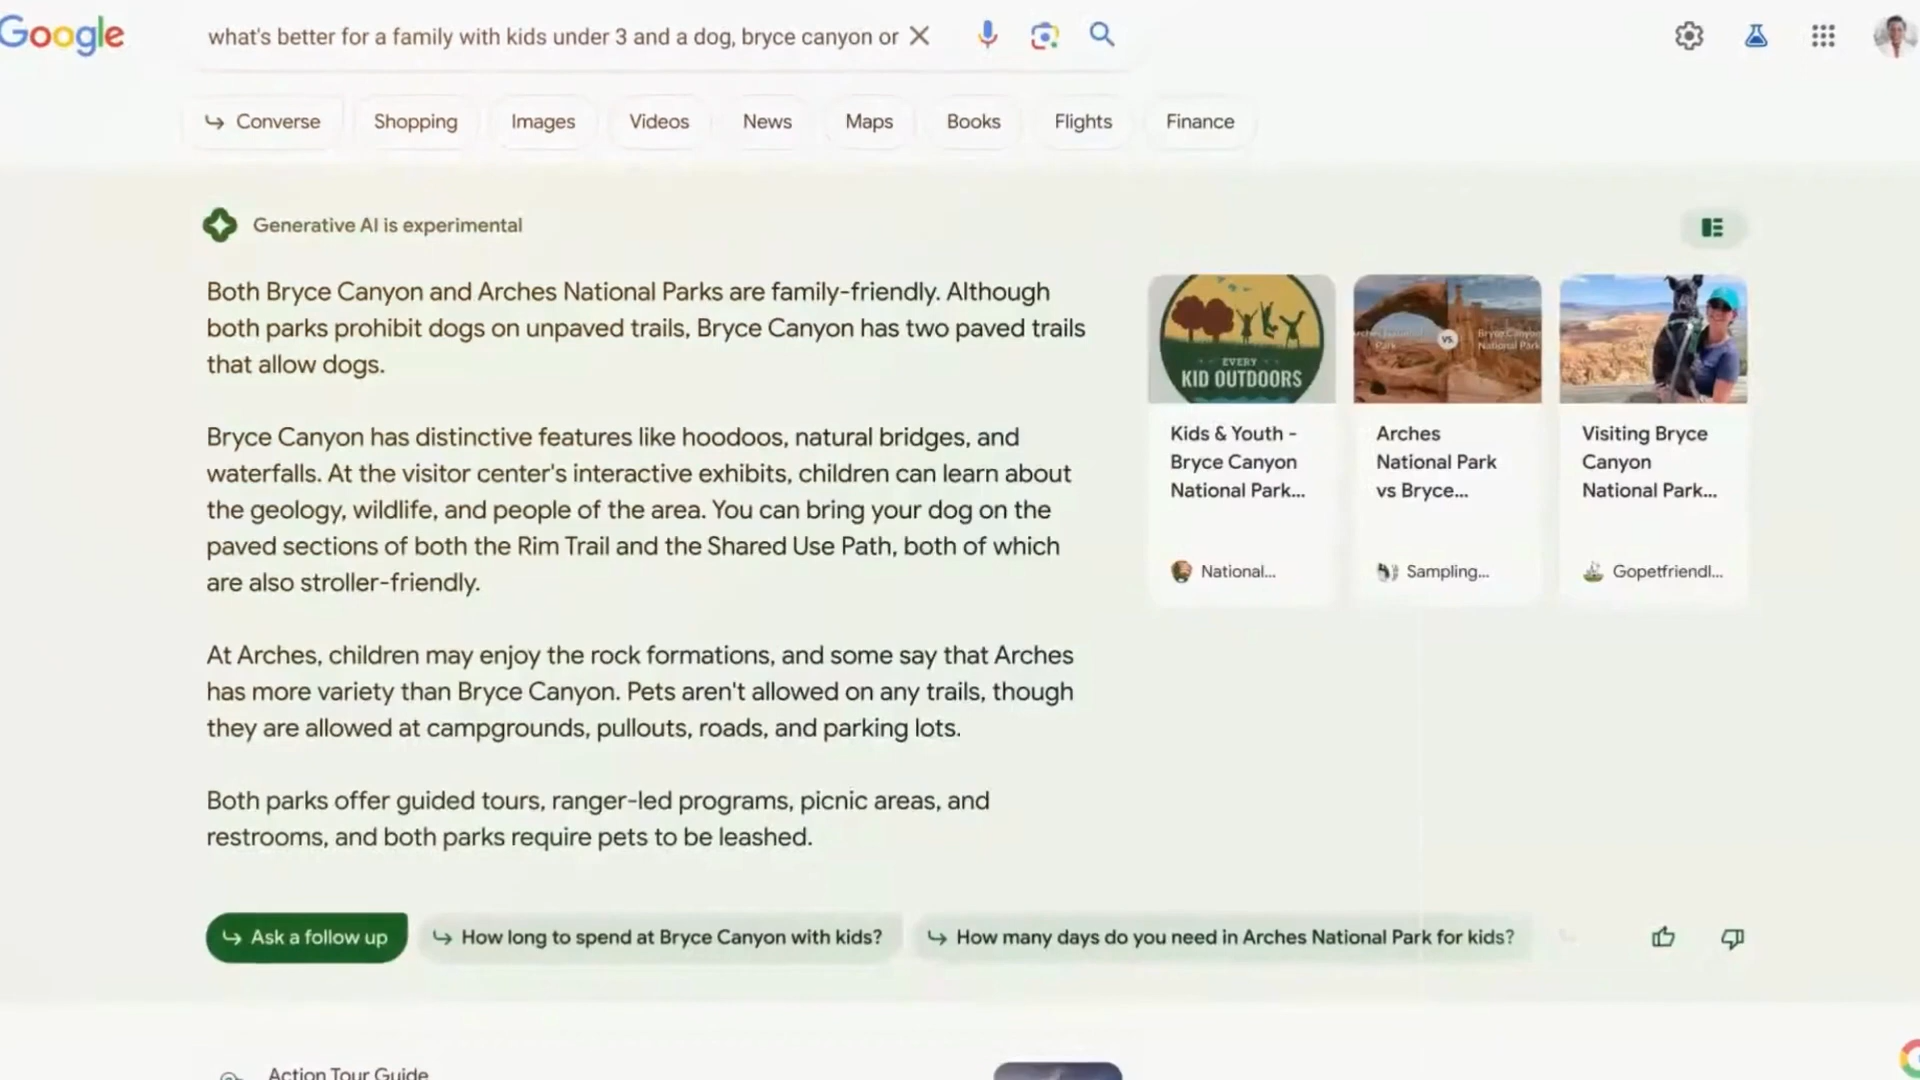 Google
what's better for a family with kids under 3 and a dog, bryce canyon or
Converse
Shopping
Images
Videos
News
Maps
Books
Flights
Finance
Generative AI is experimental
Both Bryce Canyon and Arches National Parks are family-friendly. Although
both parks prohibit dogs on unpaved trails, Bryce Canyon has two paved trails
that allow dogs.
Bryce Canyon has distinctive features like hoodoos, natural bridges, and
waterfalls. At the visitor center's interactive exhibits, children can learn about
the geology, wildlife, and people of the area. You can bring your dog on the
paved sections of both the Rim Trail and the Shared Use Path, both of which
are also stroller-friendly.
At Arches, children may enjoy the rock formations, and some say that Arches
has more variety than Bryce Canyon. Pets aren't allowed on any trails, though
they are allowed at campgrounds, pullouts, roads, and parking lots.
Both parks offer guided tours, ranger-led programs, picnic areas, and
restrooms, and both parks require pets to be leashed.
EVERY
KID OUTDOORS
Kids & Youth -
Bryce Canyon
National Park...
National...
Park
VS.
National Park
Arches
National Park
vs Bryce...
Sampling...
Visiting Bryce
Canyon
National Park...
Gopetfriendl...
Ask a follow up
How long to spend at Bryce Canyon with kids?
How many days do you need in Arches National Park for kids?
Action Tour Guide